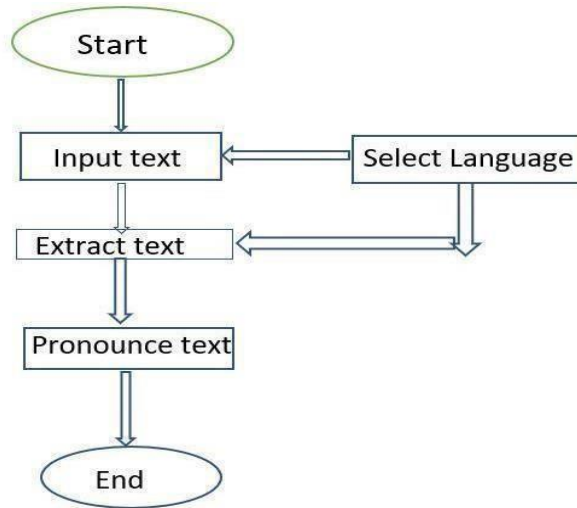 Start
Input text
Select Language
Extract text
Pronounce text
End